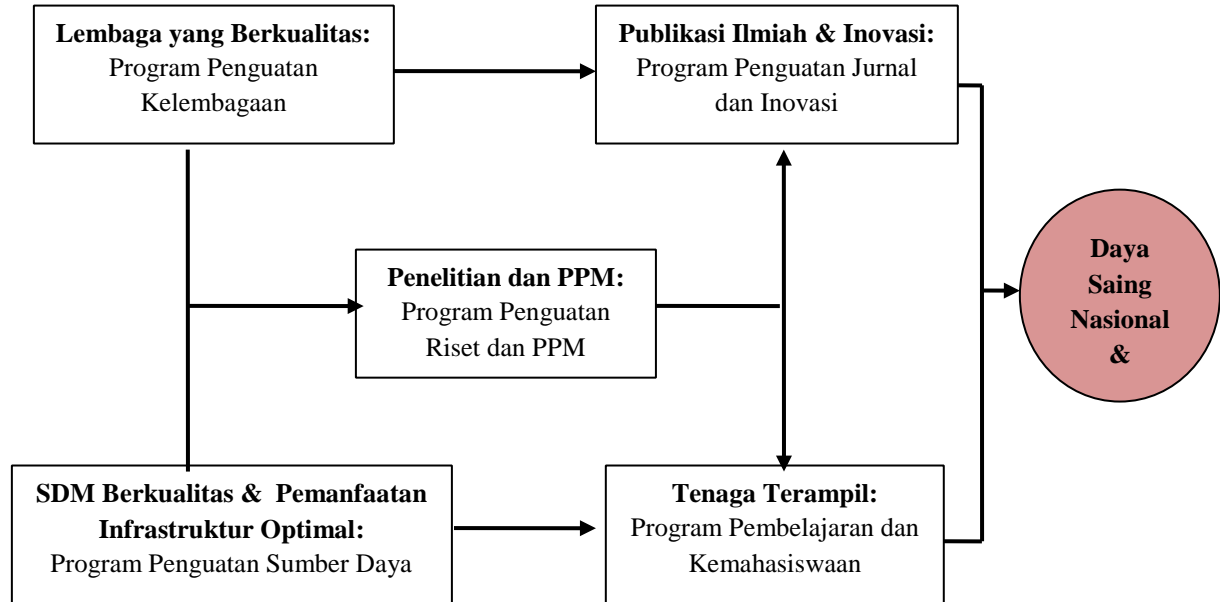 Lembaga yang Berkualitas:
Program Penguatan
Kelembagaan
Publikasi Ilmiah & Inovasi:
Program Penguatan Jurnal
dan Inovasi
Penelitian dan PPM:
Program Penguatan
Riset dan PPM
Daya
Saing
Nasional
&
SDM Berkualitas & Pemanfaatan
Infrastruktur Optimal:
Program Penguatan Sumber Daya
Tenaga Terampil:
Program Pembelajaran dan
Kemahasiswaan